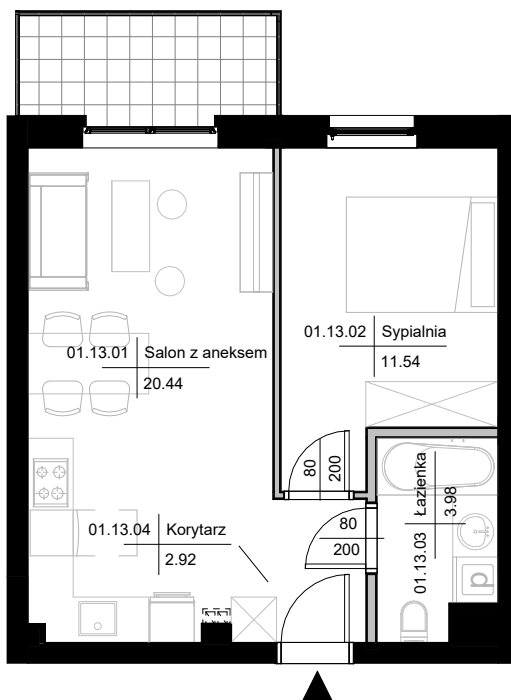 01.13.02 Sypialnia
11.54
01.13.01 Salon z aneksem
20.44
80
200
01.13.03 Łazienka
3.98
01.13.04 Korytarz
2.92
80
200